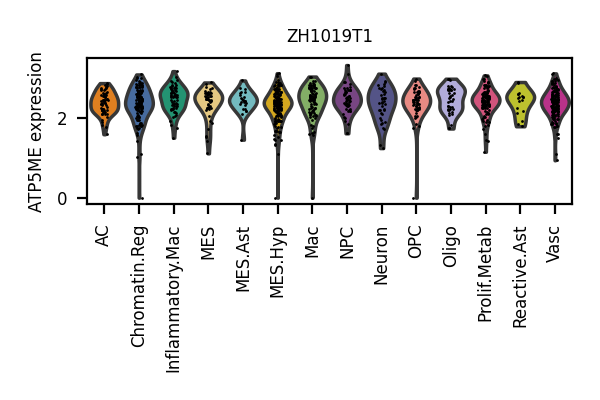 ZH1019T1
ATP5ME expression
2
0
AC
Chromatin.Reg
Inflammatory.Mac
MES
MES.Ast
MES.Hyp
Mac
NPC
Neuron
OPC
Oligo
Prolif.Metab
Reactive.Ast
Vasc